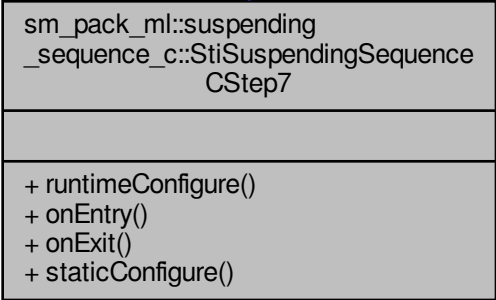 sm_pack_ml::suspending
_sequence_c::StiSuspendingSequence
CStep7
+ runtimeConfigure()
+ onEntry()
+ onExit()
+ staticConfigure()